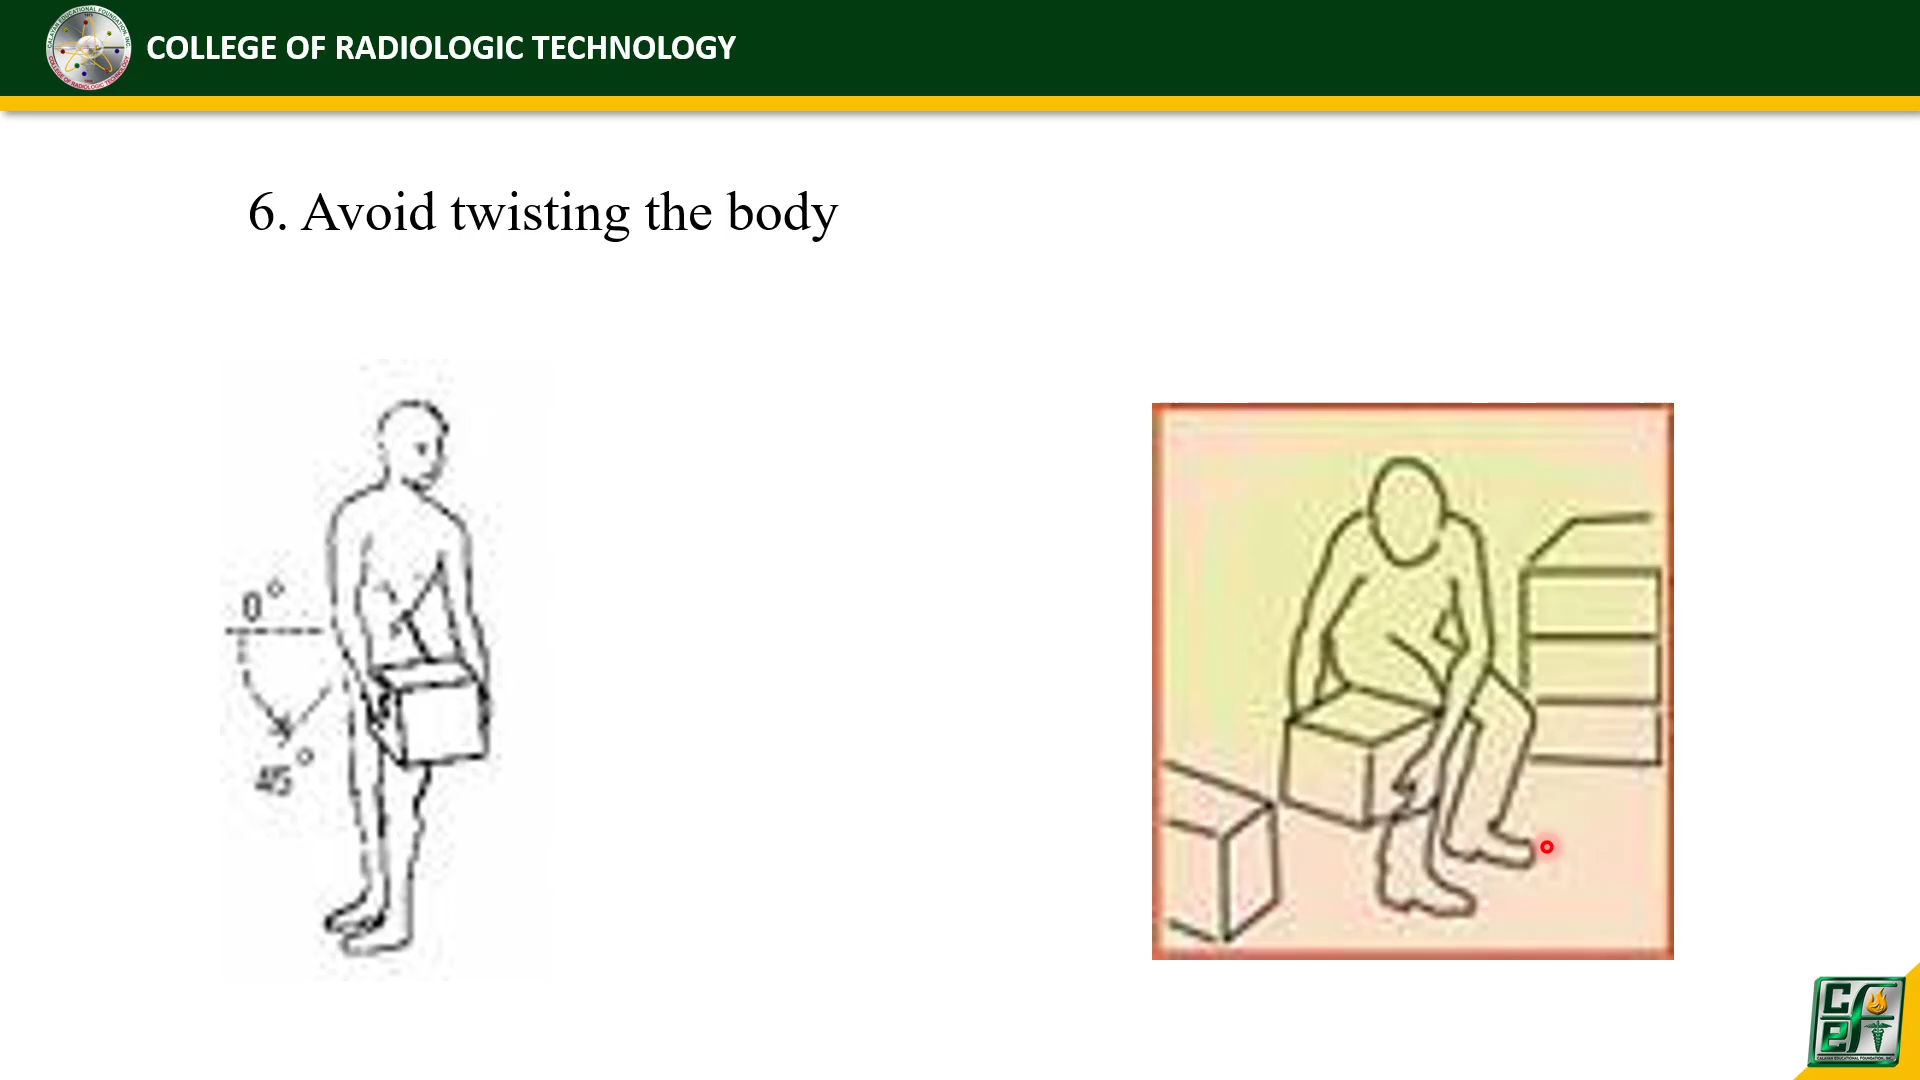 COLLEGE OF RADIOLOGIC TECHNOLOGY
6. Avoid twisting the body
0°
45°